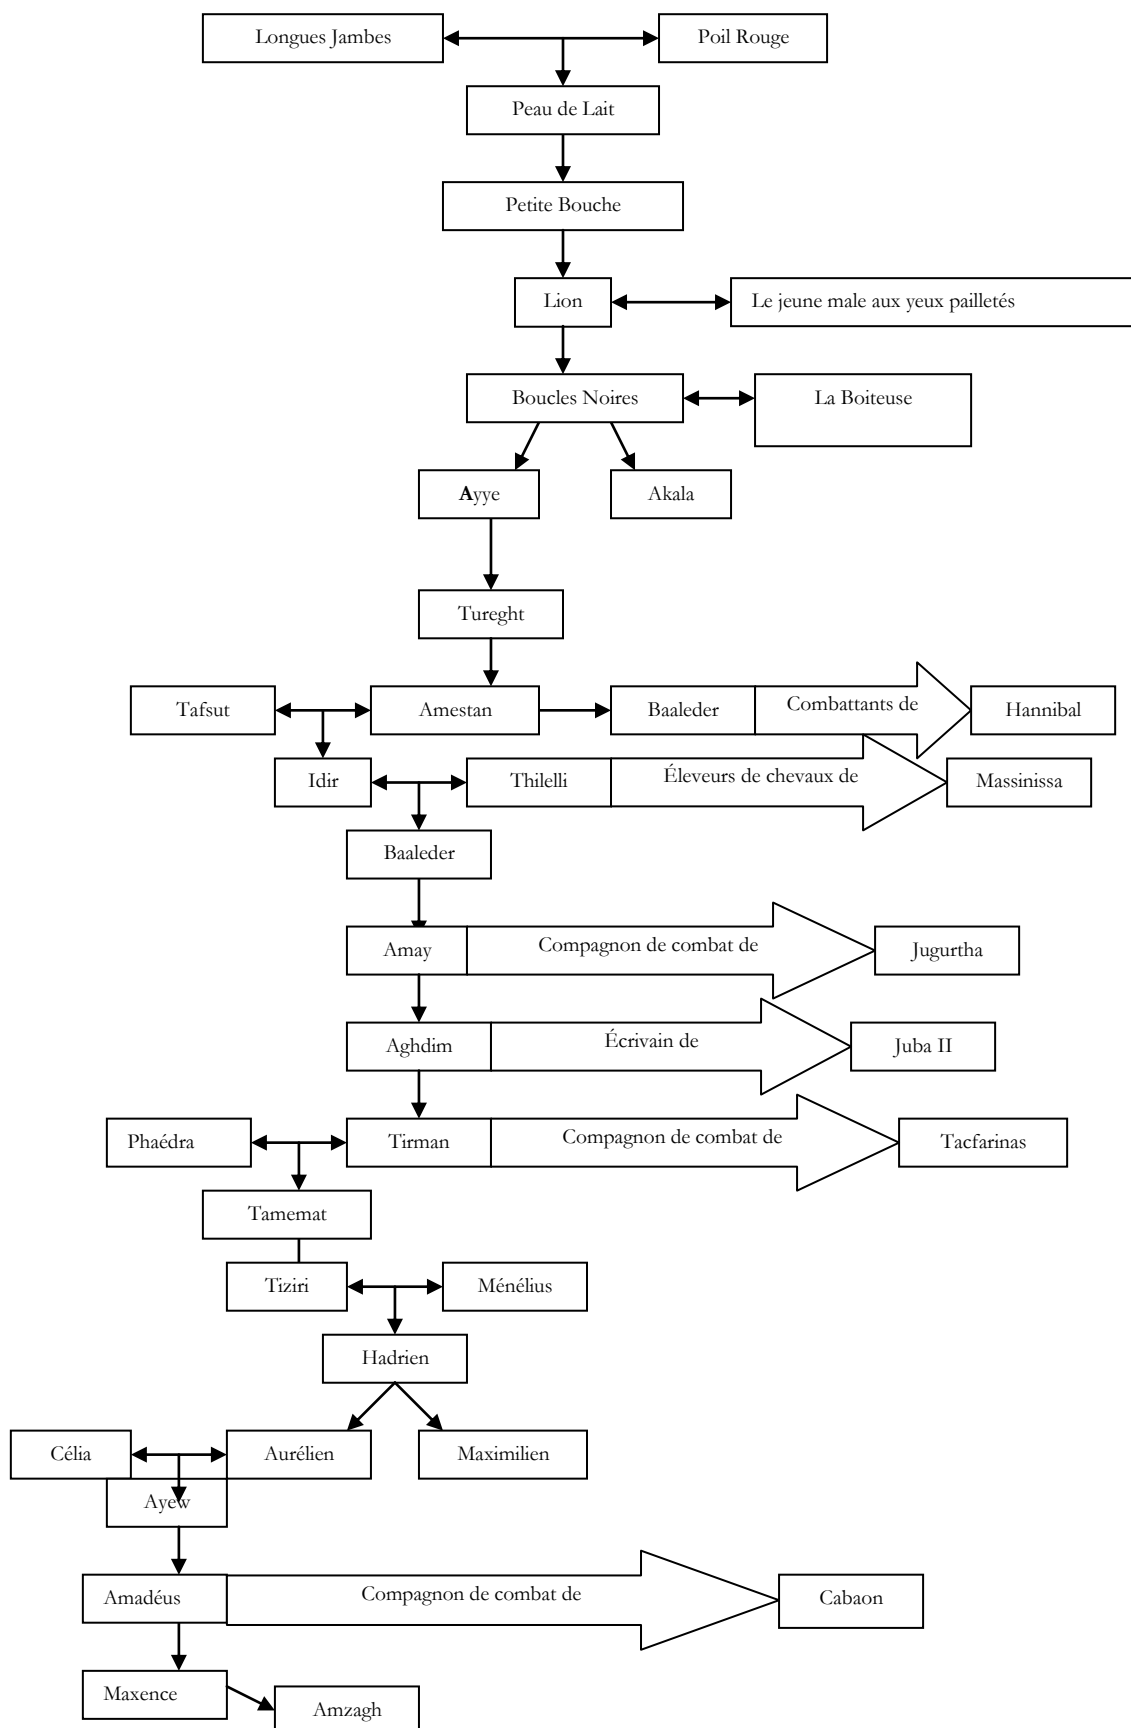 Longues Jambes
Poil Rouge
Peau de Lait
Petite Bouche
Lion
Le jeune male aux yeux pailletés
Boucles Noires
La Boiteuse
Ayye
Akala
Tureght
Tafsut
Amestan
Baaleder
Combattants de
Hannibal
Idir
Thilelli
Éleveurs de chevaux de
Massinissa
Baaleder
Amay
Compagnon de combat de
Jugurtha
Aghdim
Écrivain de
Juba II
Phaédra
Tirman
Compagnon de combat de
Tacfarinas
Tamemat
Tiziri
Ménélius
Hadrien
Célia
Aurélien
Maximilien
Ayew
Amadéus
Compagnon de combat de
Cabaon
Maxence
Amzagh